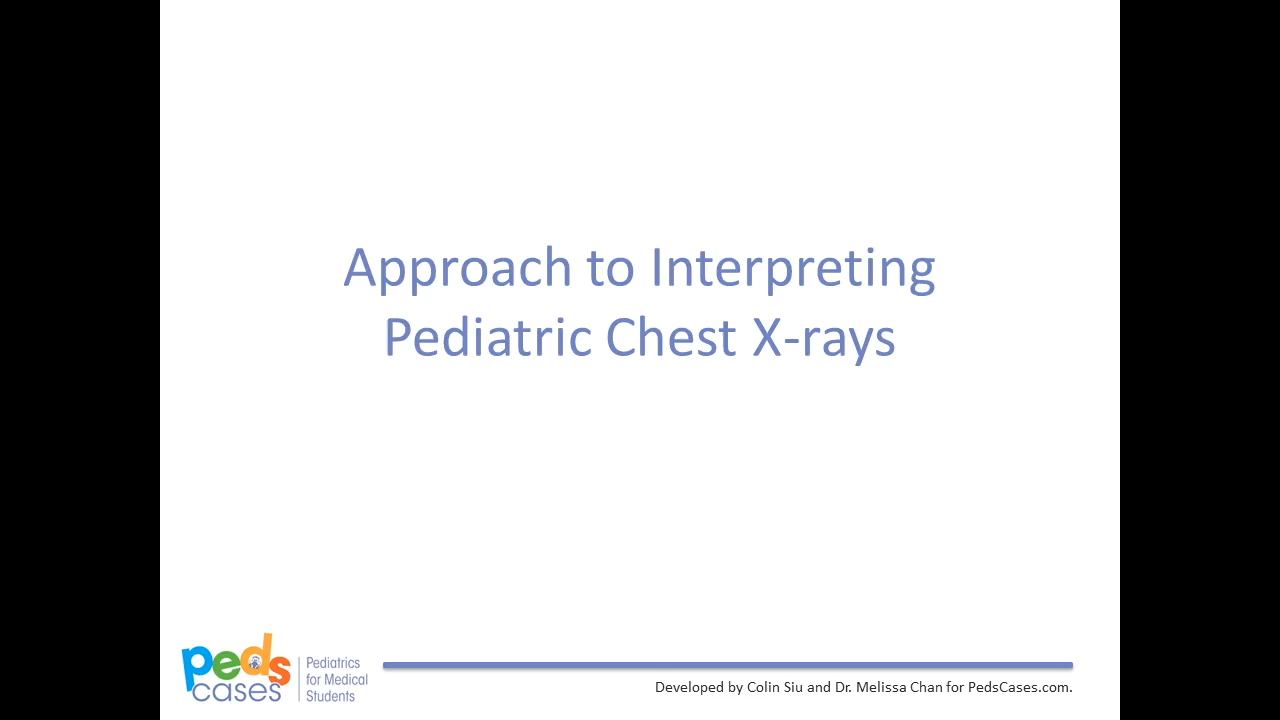 Approach to Interpreting
Pediatric Chest X-rays
peds
cases
Pediatrics
for Medical
Students
Developed by Colin Siu and Dr. Melissa Chan for PedsCases.com.